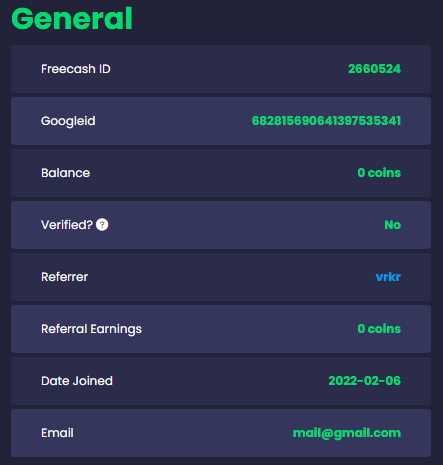 General
Freecash ID 2660524
Googleid 682815690641397535341
Balance 0 coins
Verified? ? No
Referrer vrkr
Referral Earnings 0 coins
Date Joined 2022-02-06
Email mail@gmail.com